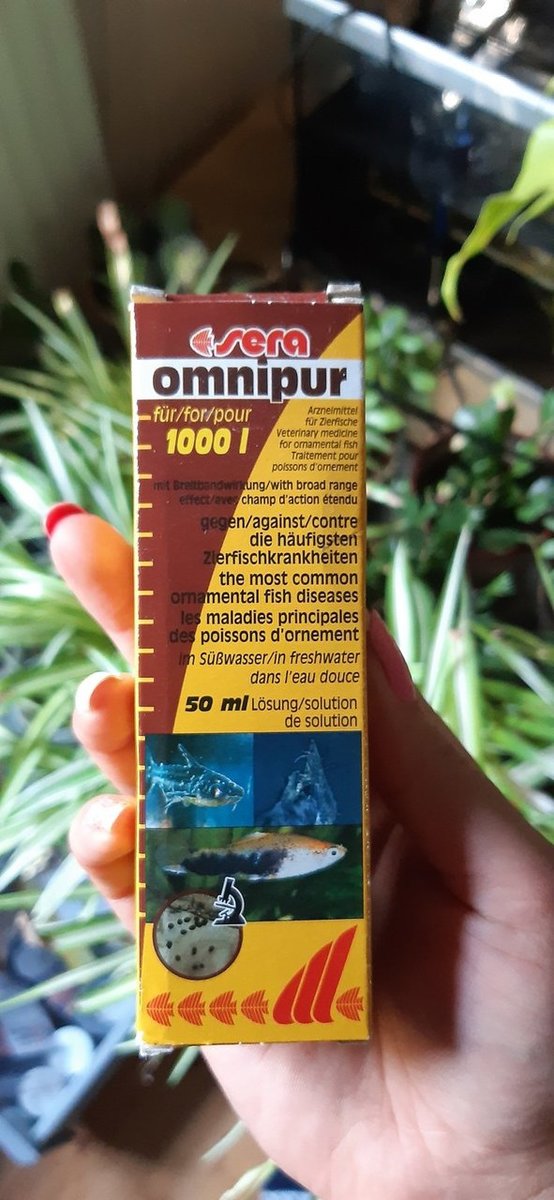 sera
omnipur
für/for/pour
1000 l
Arzneimittel
für Zierfische
Veterinary medicine
for ornamental fish
Traitement pour
poissons d'ornement
mit Breitbandwirkung/with broad range
effect/avec champ d'action étendu
gegen/against/contre
die häufigsten
Zierfischkrankheiten
the most common
ornamental fish diseases
les maladies principales
des poissons d'ornement
im Süßwasser/in freshwater
dans l'eau douce
50 ml Lösung/solution
de solution